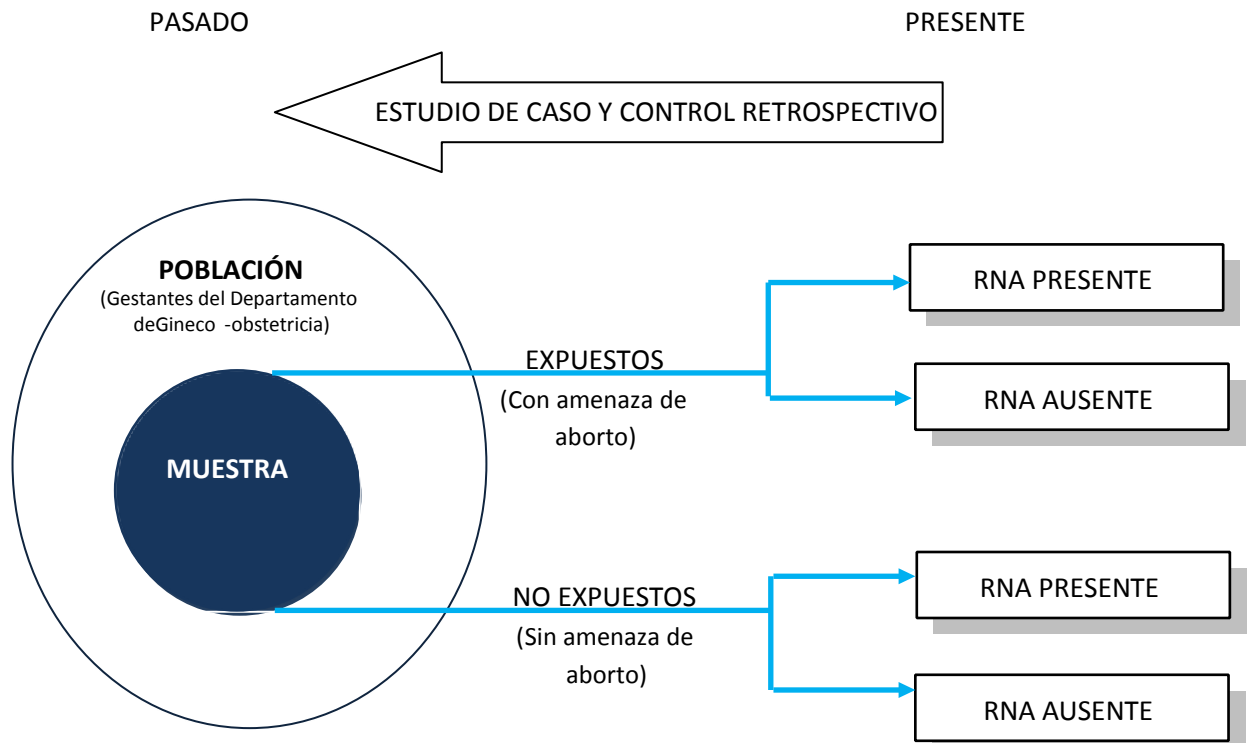 PASADO
PRESENTE
ESTUDIO DE CASO Y CONTROL RETROSPECTIVO
POBLACIÓN
(Gestantes del Departamento
deGineco -obstetricia)
MUESTRA
EXPUESTOS
(Con amenaza de
aborto)
RNA PRESENTE
RNA AUSENTE
NO EXPUESTOS
(Sin amenaza de
aborto)
RNA PRESENTE
RNA AUSENTE